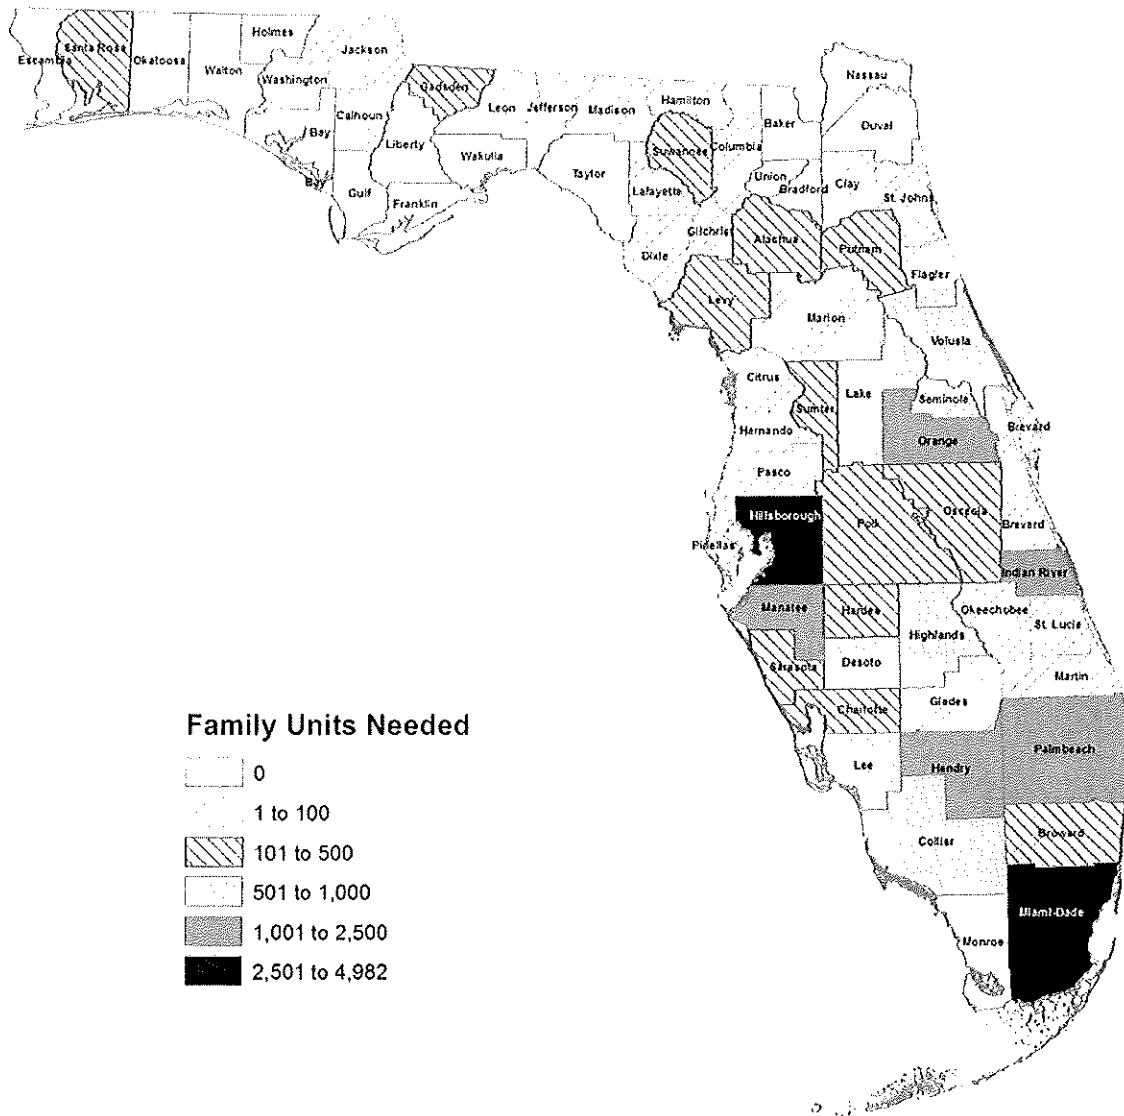 Holmes
Santa Rosa
Jackson
Escambia
Okaloosa
Walton
Washington
Gadsden
Nassau
Leon
Jefferson
Madison
Hamilton
Calhoun
Baker
Duval
Bay
Liberty
Wakulla
Suwannee
Columbia
Taylor
Union
Bradford
Clay
Bay
Gulf
Lafayette
St. Johns
Franklin
Gilchrist
Alachua
Putnam
Dixie
Flagler
Levy
Marion
Volusia
Citrus
Lake
Seminole
Sumter
Hernando
Brevard
Orange
Pasco
Hillsborough
Polk
Osceola
Brevard
Pinellas
Indian River
Manatee
Hardee
Okeechobee
St. Lucie
Highlands
Sarasota
Desoto
Martin
Glades
Charlotte
Palmbeach
Lee
Hendry
Broward
Collier
Miami-Dade
Monroe
Family Units Needed
0
1 to 100
101 to 500
501 to 1,000
1,001 to 2,500
2,501 to 4,982